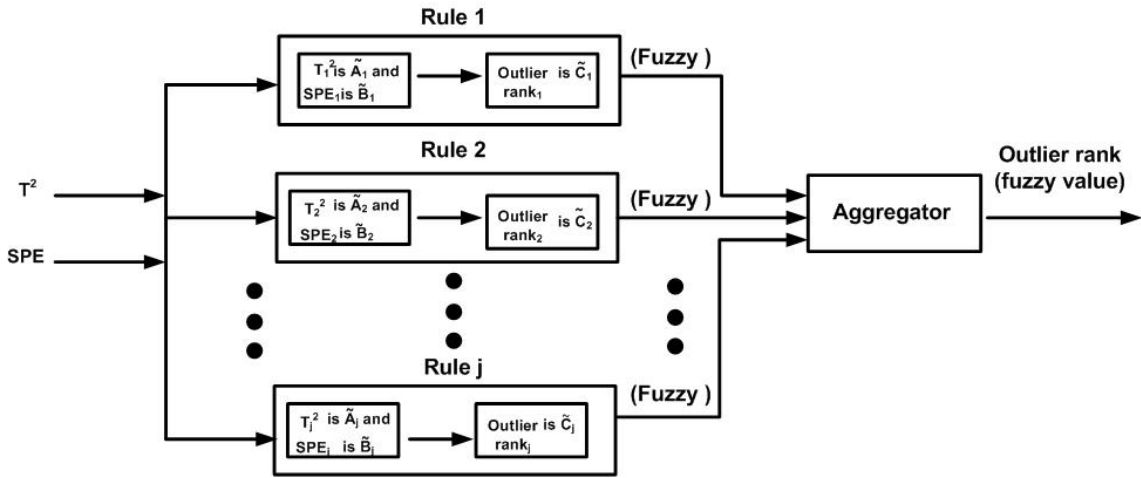 Rule 1
T₁² is Ã₁ and
SPE₁ is B̃₁
Outlier is C̃₁
rank₁
(Fuzzy )
Rule 2
T₂² is Ã₂ and
SPE₂ is B̃₂
Outlier is C̃₂
rank₂
(Fuzzy )
T²
SPE
Aggregator
Outlier rank
(fuzzy value)
Rule j
Tⱼ² is Ãⱼ and
SPEⱼ is B̃ⱼ
Outlier is C̃ⱼ
rankⱼ
(Fuzzy )